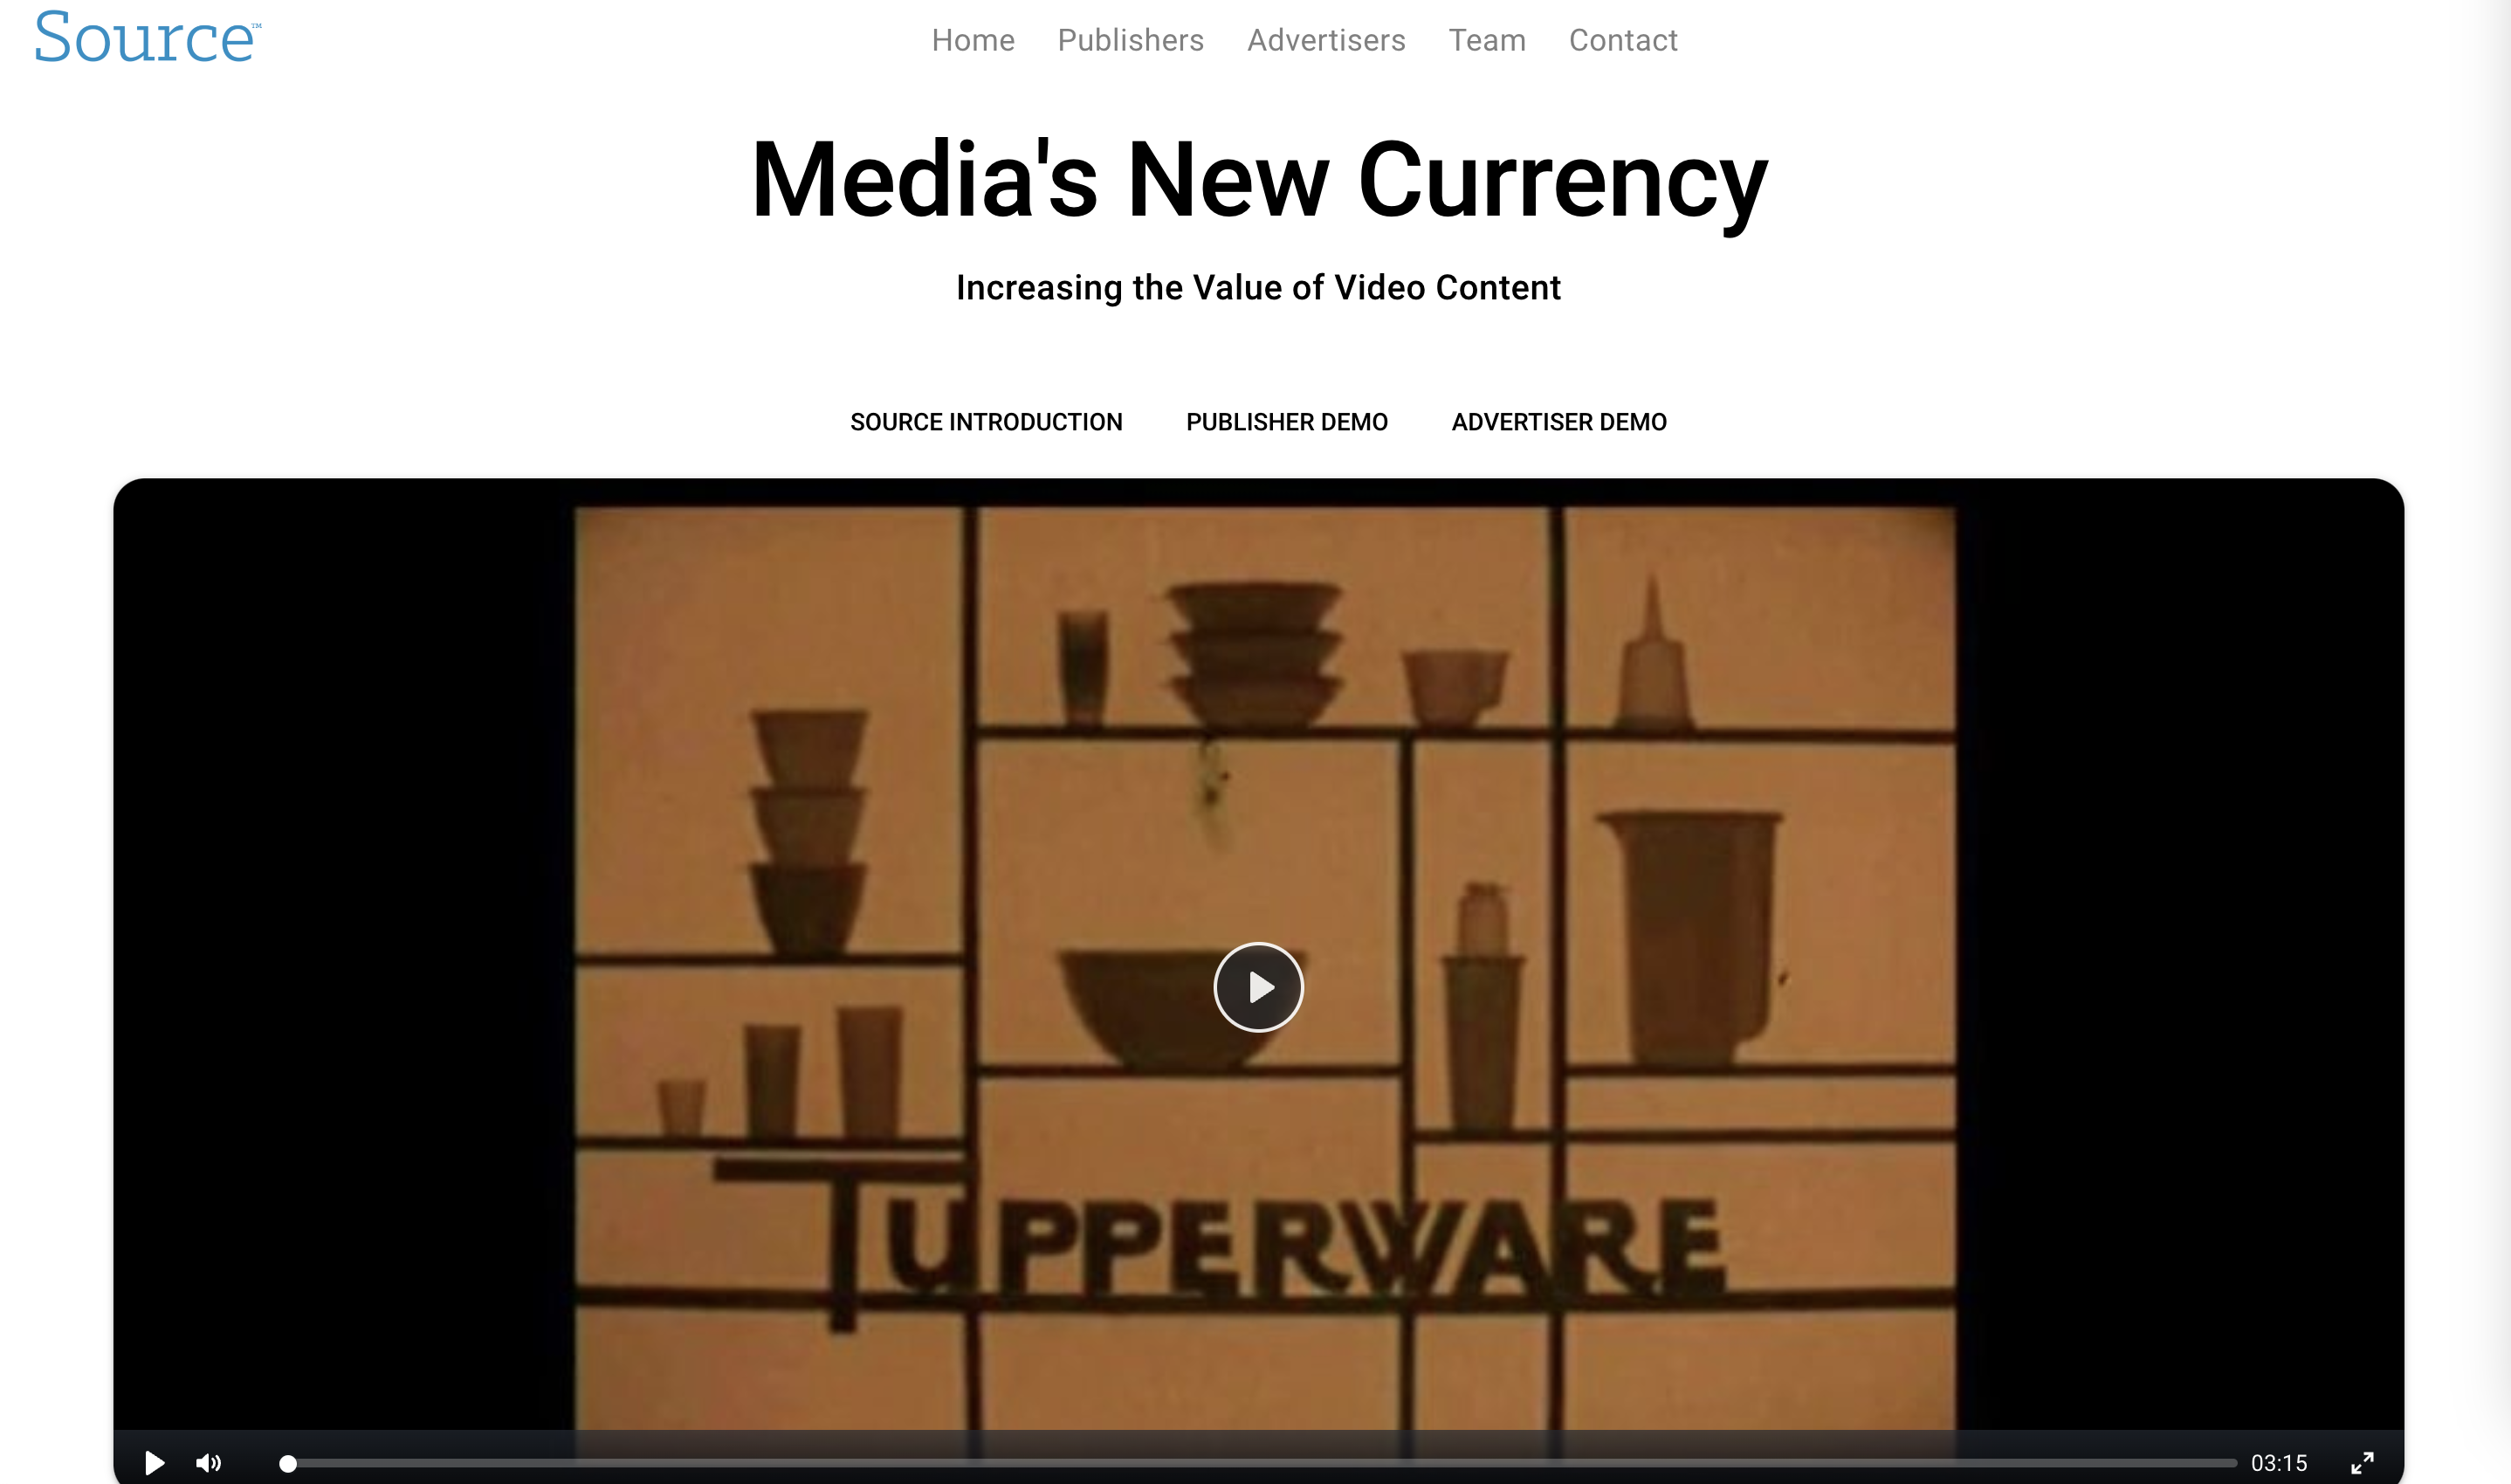 Source™
Home Publishers Advertisers Team Contact
Media's New Currency
Increasing the Value of Video Content
SOURCE INTRODUCTION PUBLISHER DEMO ADVERTISER DEMO
TUPPERWARE
03:15